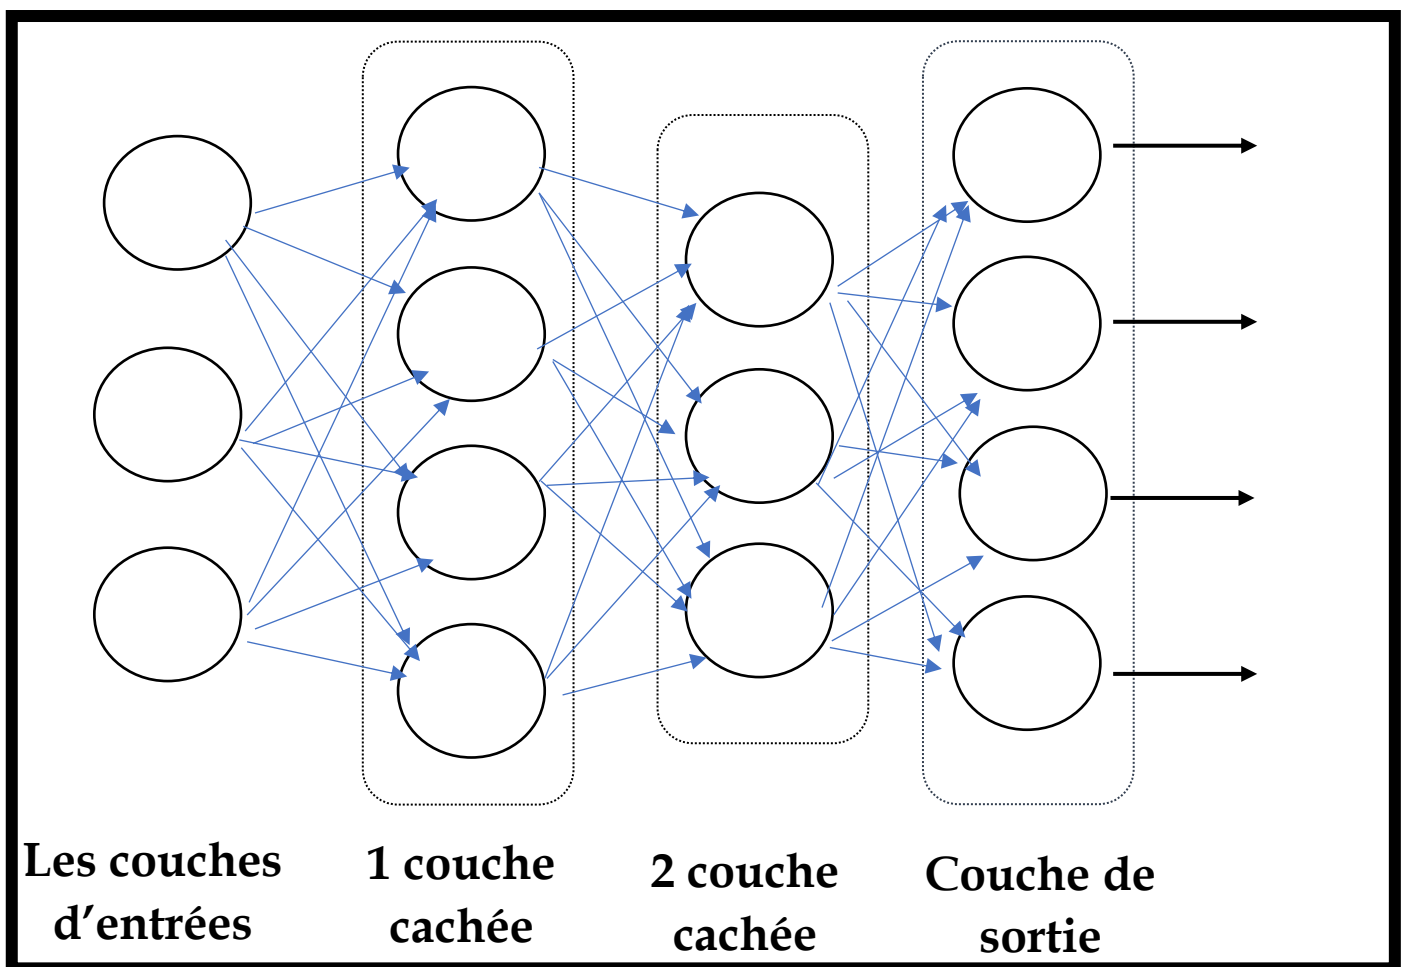 Les couches
d’entrées
1 couche
cachée
2 couche
cachée
Couche de
sortie